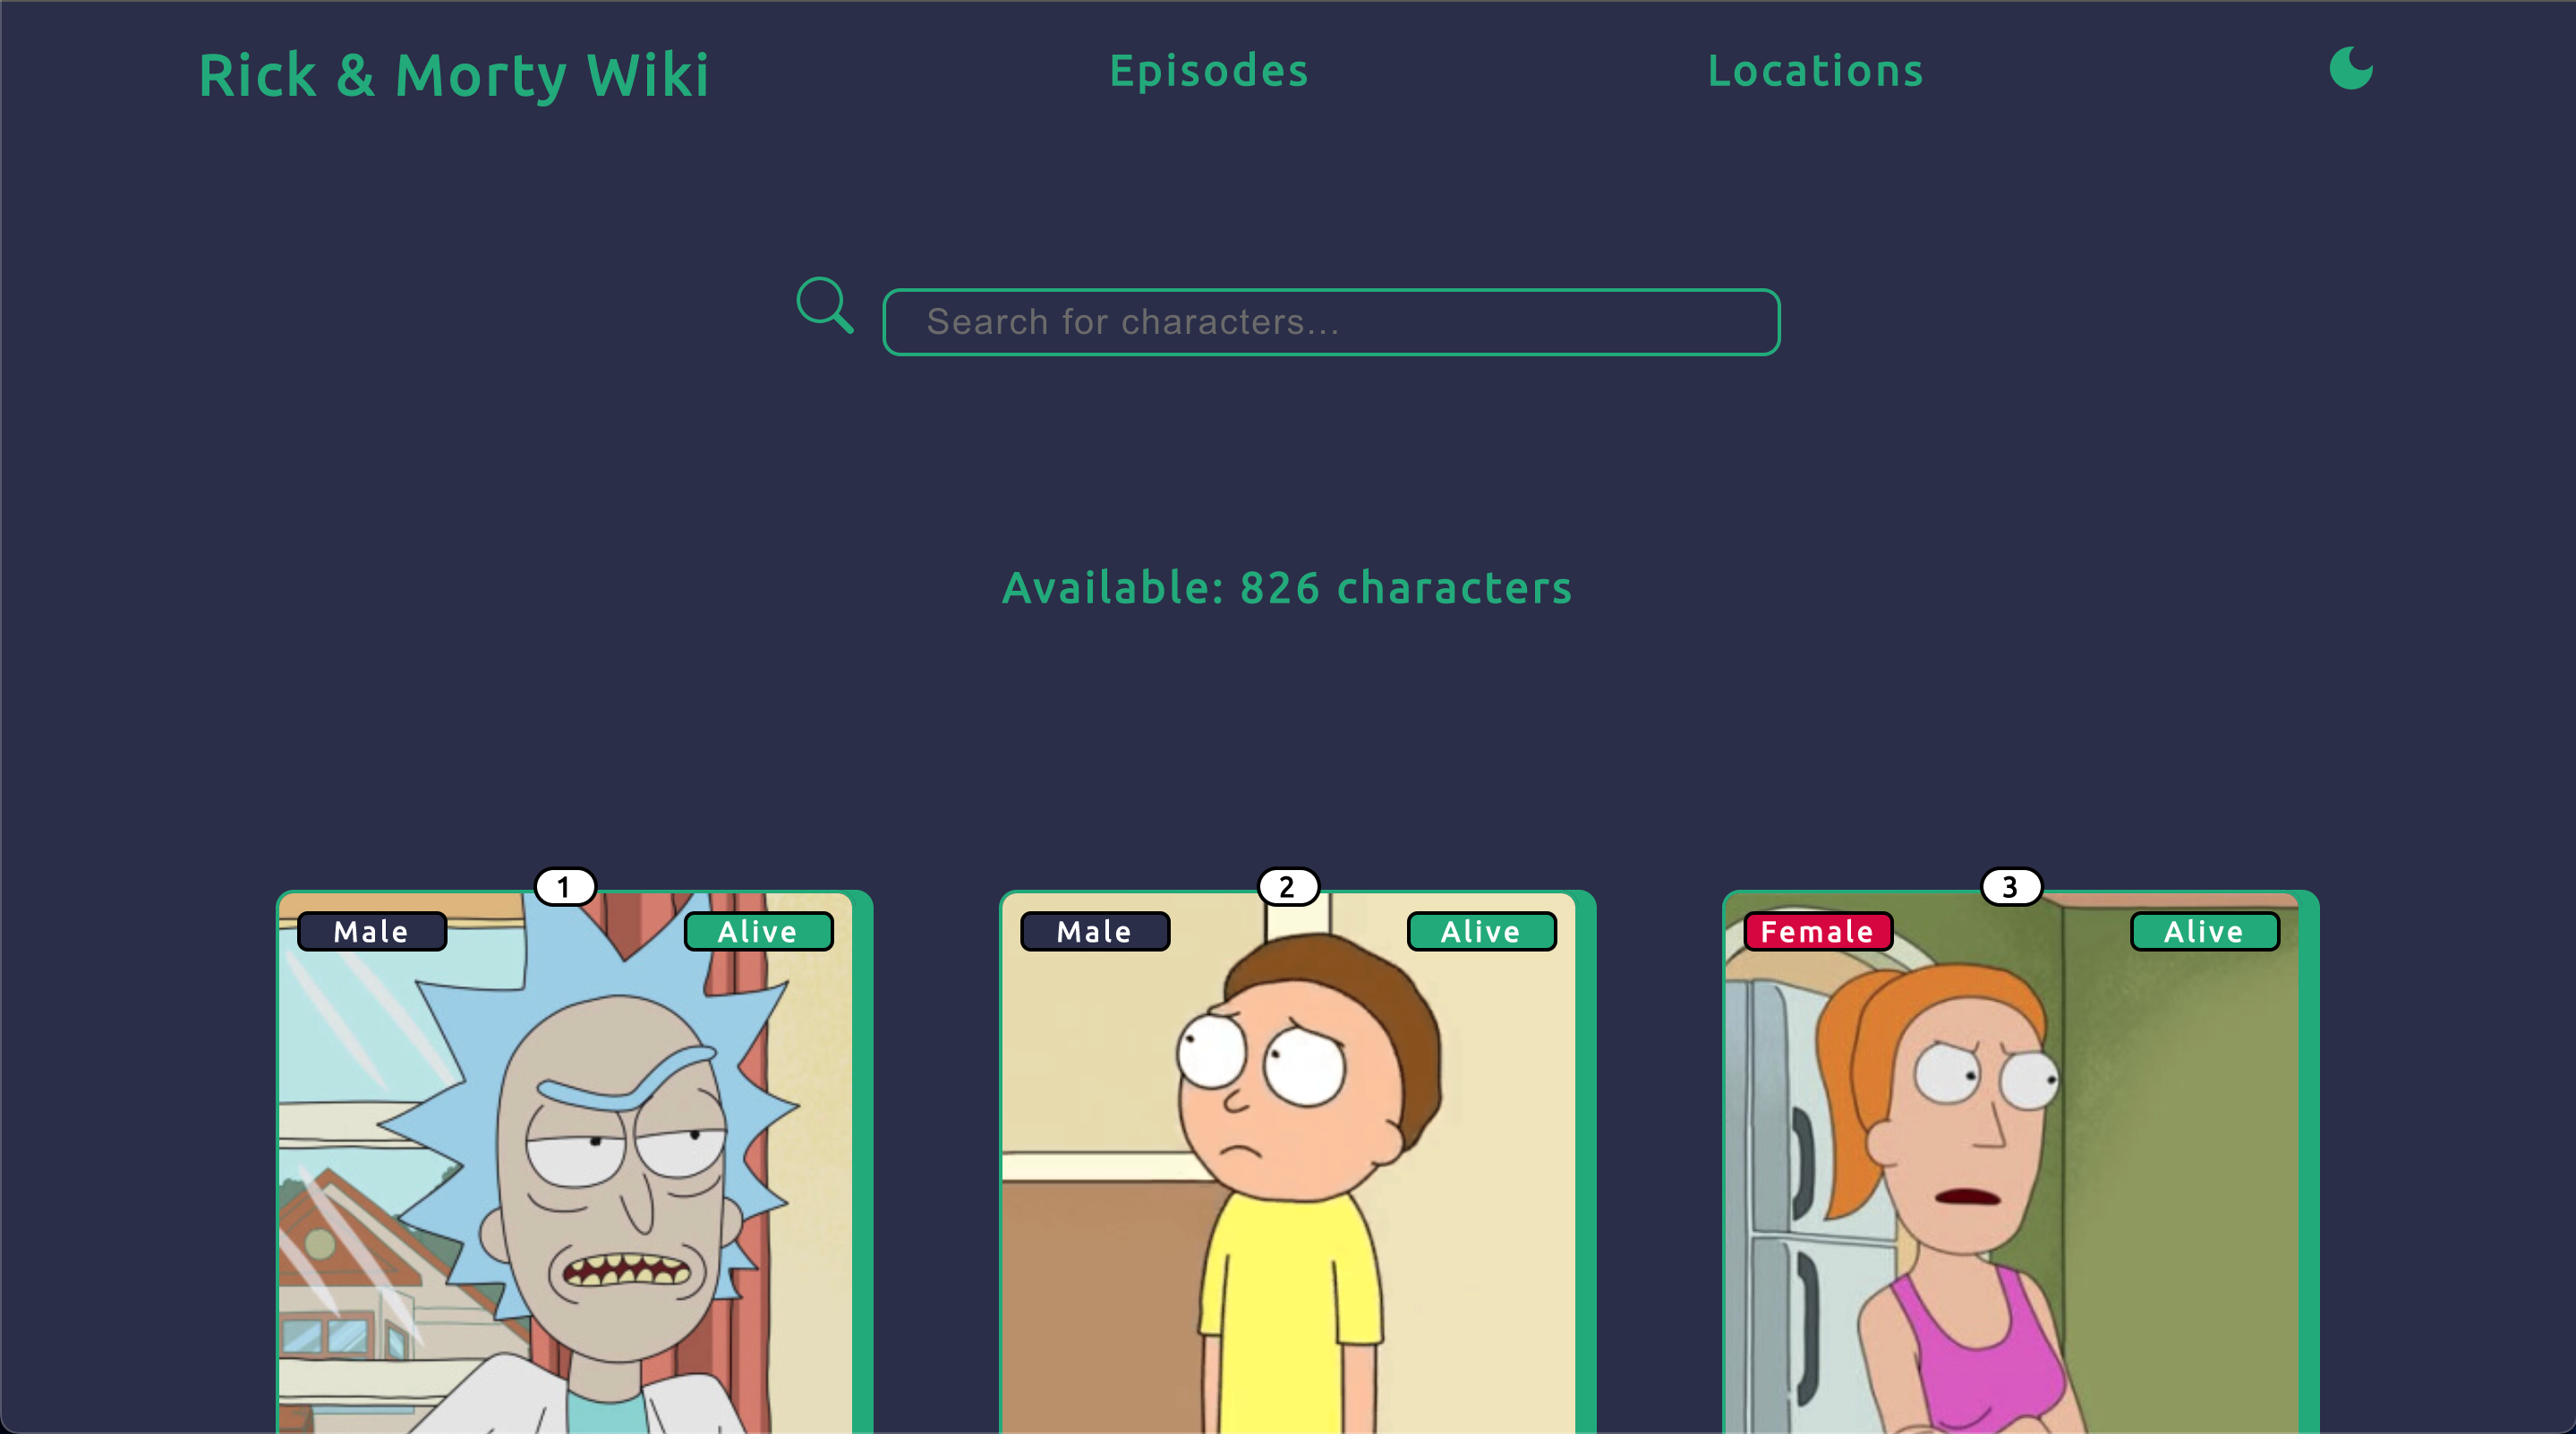 Rick & Morty Wiki Episodes Locations
Search for characters...
Available: 826 characters
1 2 3
Male Alive Male Alive Female Alive